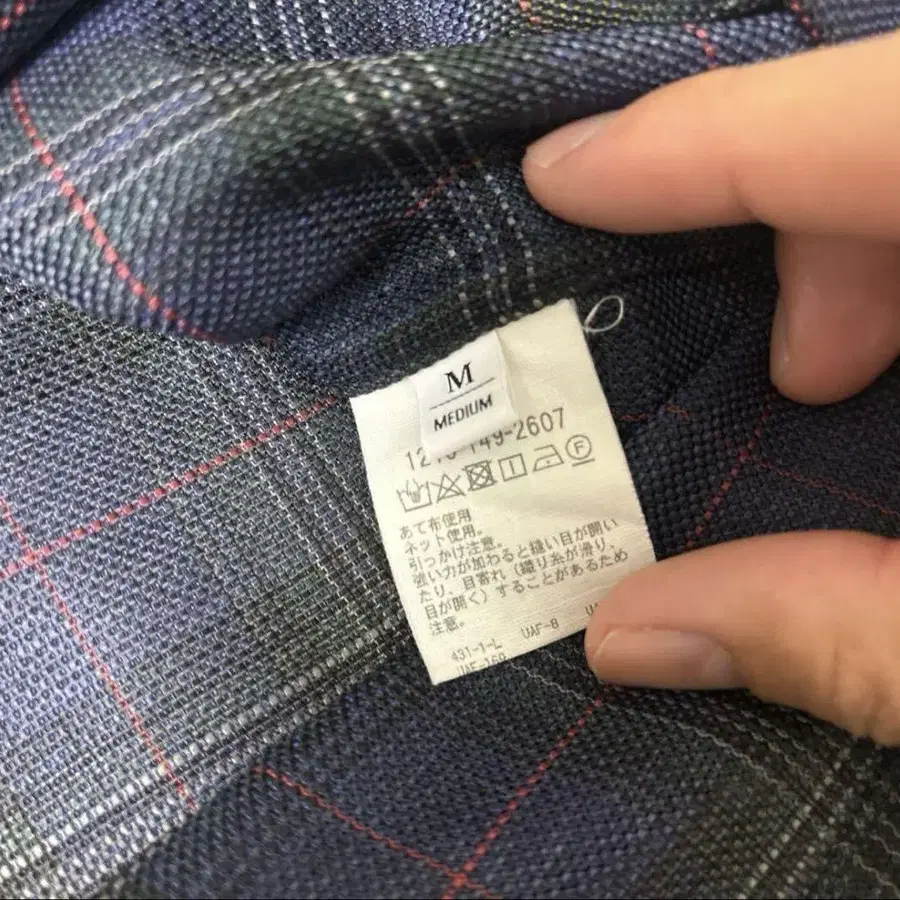 M
MEDIUM
149-2607
F
あて布使用
ネット使用。
引っかけ注意。
強い力が加わると縫い目が開い
たり、目寄れ（織り糸が滑り、
目が開く）することがあるため
注意。
431-1-L UAF-8
UAF-169